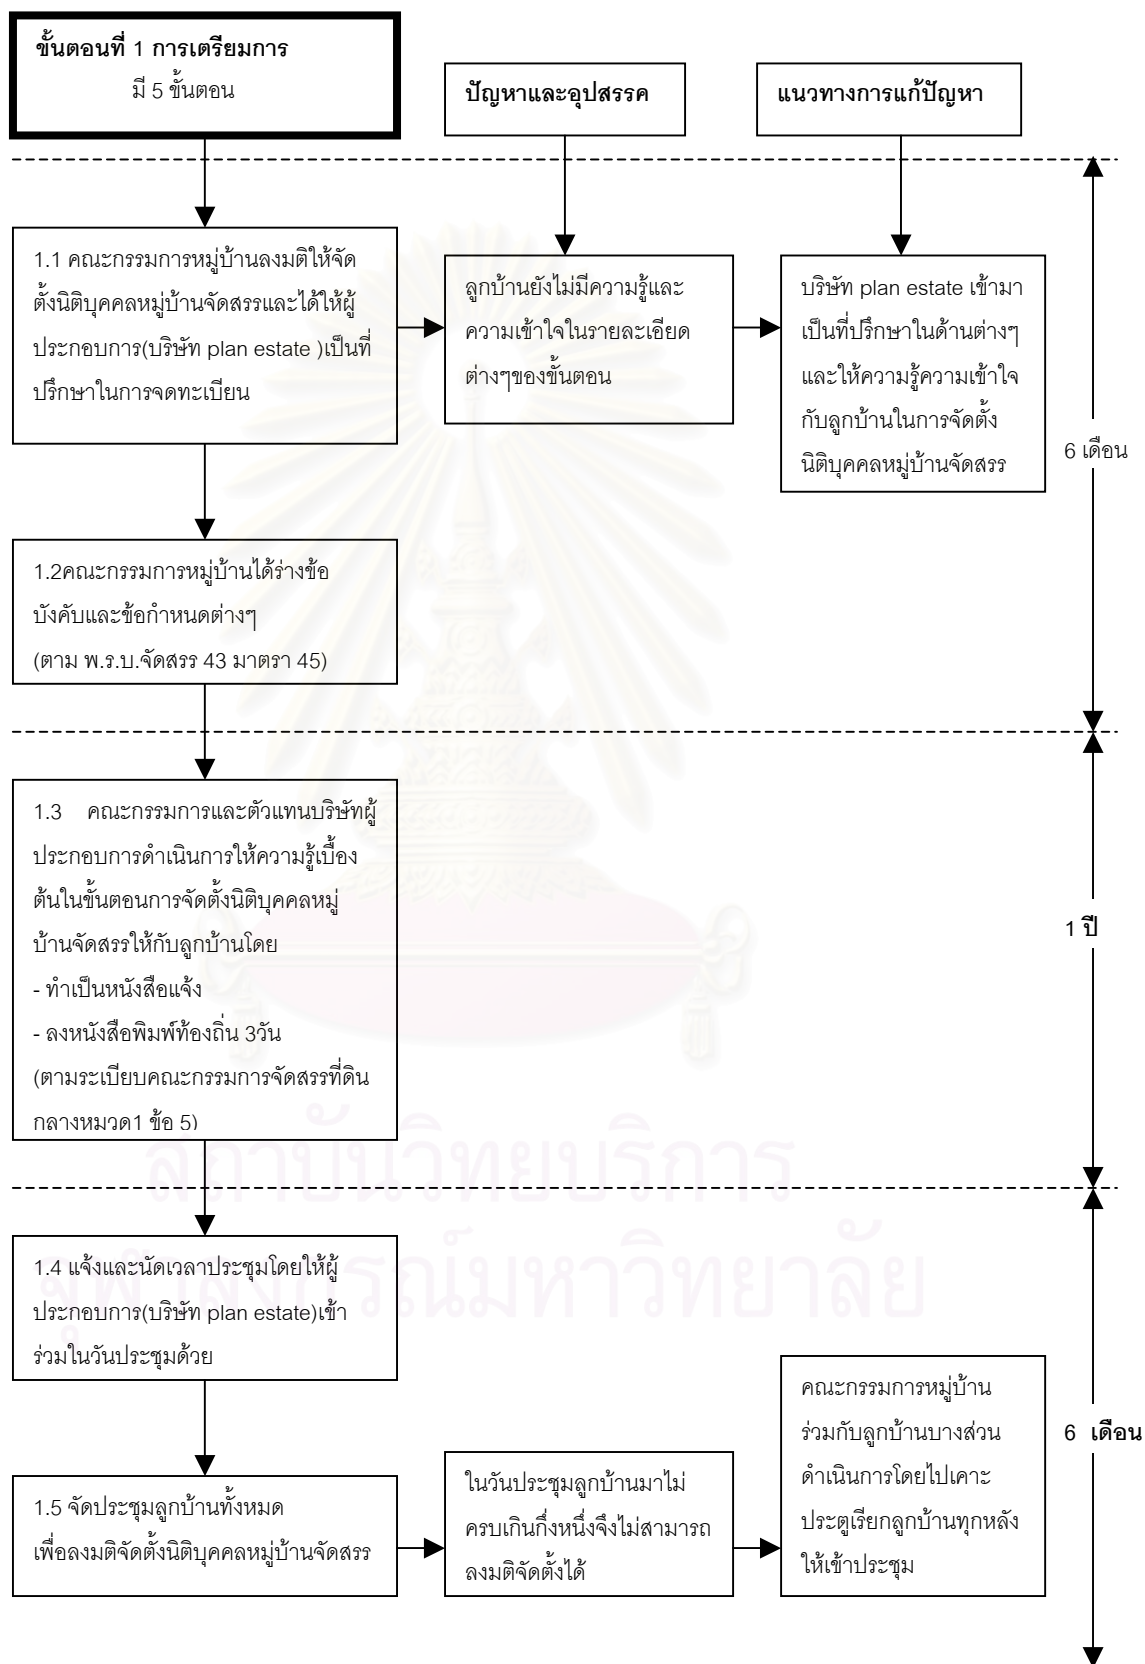 ขั้นตอนที่ 1 การเตรียมการ
มี 5 ขั้นตอน
ปัญหาและอุปสรรค
แนวทางการแก้ปัญหา
1.1 คณะกรรมการหมู่บ้านลงมติให้จัด
ตั้งนิติบุคคลหมู่บ้านจัดสรรและได้ให้ผู้
ประกอบการ(บริษัท plan estate )เป็นที่
ปรึกษาในการจดทะเบียน
ลูกบ้านยังไม่มีความรู้และ
ความเข้าใจในรายละเอียด
ต่างๆของขั้นตอน
บริษัท plan estate เข้ามา
เป็นที่ปรึกษาในด้านต่างๆ
และให้ความรู้ความเข้าใจ
กับลูกบ้านในการจัดตั้ง
นิติบุคคลหมู่บ้านจัดสรร
6 เดือน
1.2คณะกรรมการหมู่บ้านได้ร่างข้อ
บังคับและข้อกำหนดต่างๆ
(ตาม พ.ร.บ.จัดสรร 43 มาตรา 45)
1.3 คณะกรรมการและตัวแทนบริษัทผู้
ประกอบการดำเนินการให้ความรู้เบื้อง
ต้นในขั้นตอนการจัดตั้งนิติบุคคลหมู่
บ้านจัดสรรให้กับลูกบ้านโดย
- ทำเป็นหนังสือแจ้ง
- ลงหนังสือพิมพ์ท้องถิ่น 3วัน
(ตามระเบียบคณะกรรมการจัดสรรที่ดิน
กลางหมวด1 ข้อ 5)
1 ปี
สถาบันวิทยบริการ
จุฬาลงกรณ์มหาวิทยาลัย
1.4 แจ้งและนัดเวลาประชุมโดยให้ผู้
ประกอบการ(บริษัท plan estate)เข้า
ร่วมในวันประชุมด้วย
1.5 จัดประชุมลูกบ้านทั้งหมด
เพื่อลงมติจัดตั้งนิติบุคคลหมู่บ้านจัดสรร
ในวันประชุมลูกบ้านมาไม่
ครบเกินกึ่งหนึ่งจึงไม่สามารถ
ลงมติจัดตั้งได้
คณะกรรมการหมู่บ้าน
ร่วมกับลูกบ้านบางส่วน
ดำเนินการโดยไปเคาะ
ประตูเรียกลูกบ้านทุกหลัง
ให้เข้าประชุม
6 เดือน